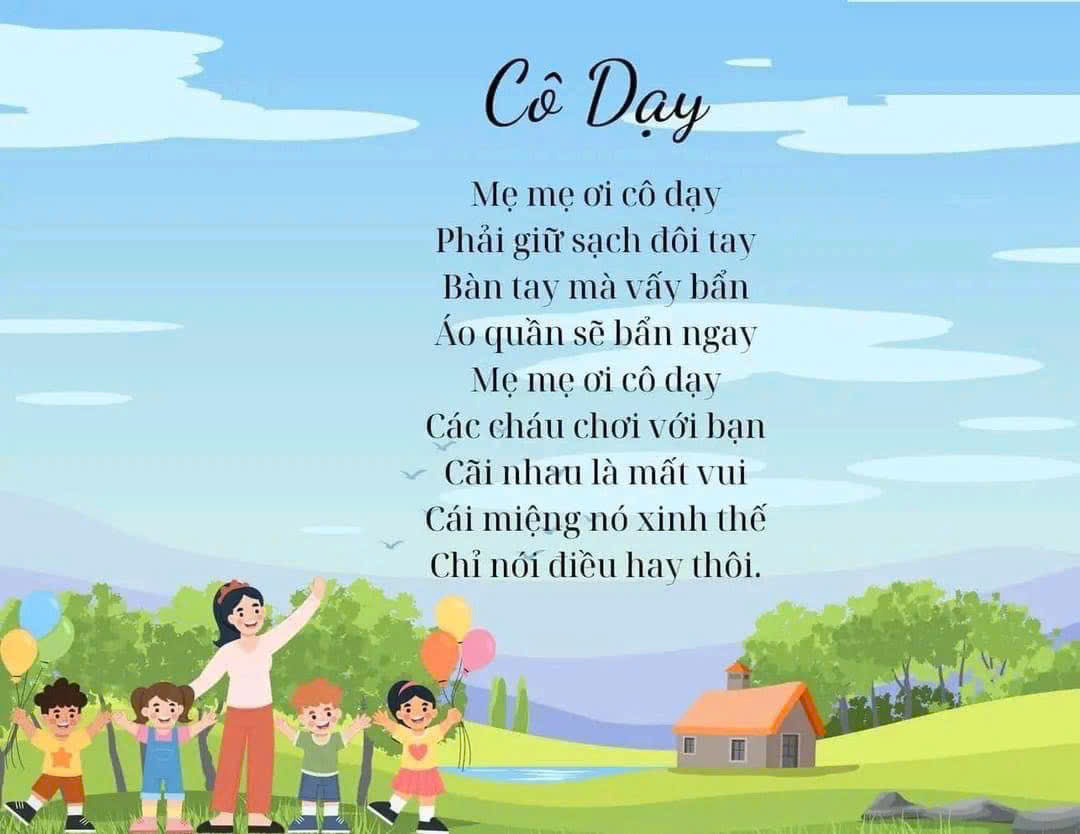 Cô Dạy
Mẹ mẹ ơi cô dạy
Phải giữ sạch đôi tay
Bàn tay mà vấy bẩn
Áo quần sẽ bẩn ngay
Mẹ mẹ ơi cô dạy
Các cháu chơi với bạn
Cãi nhau là mất vui
Cái miệng nó xinh thế
Chỉ nói điều hay thôi.